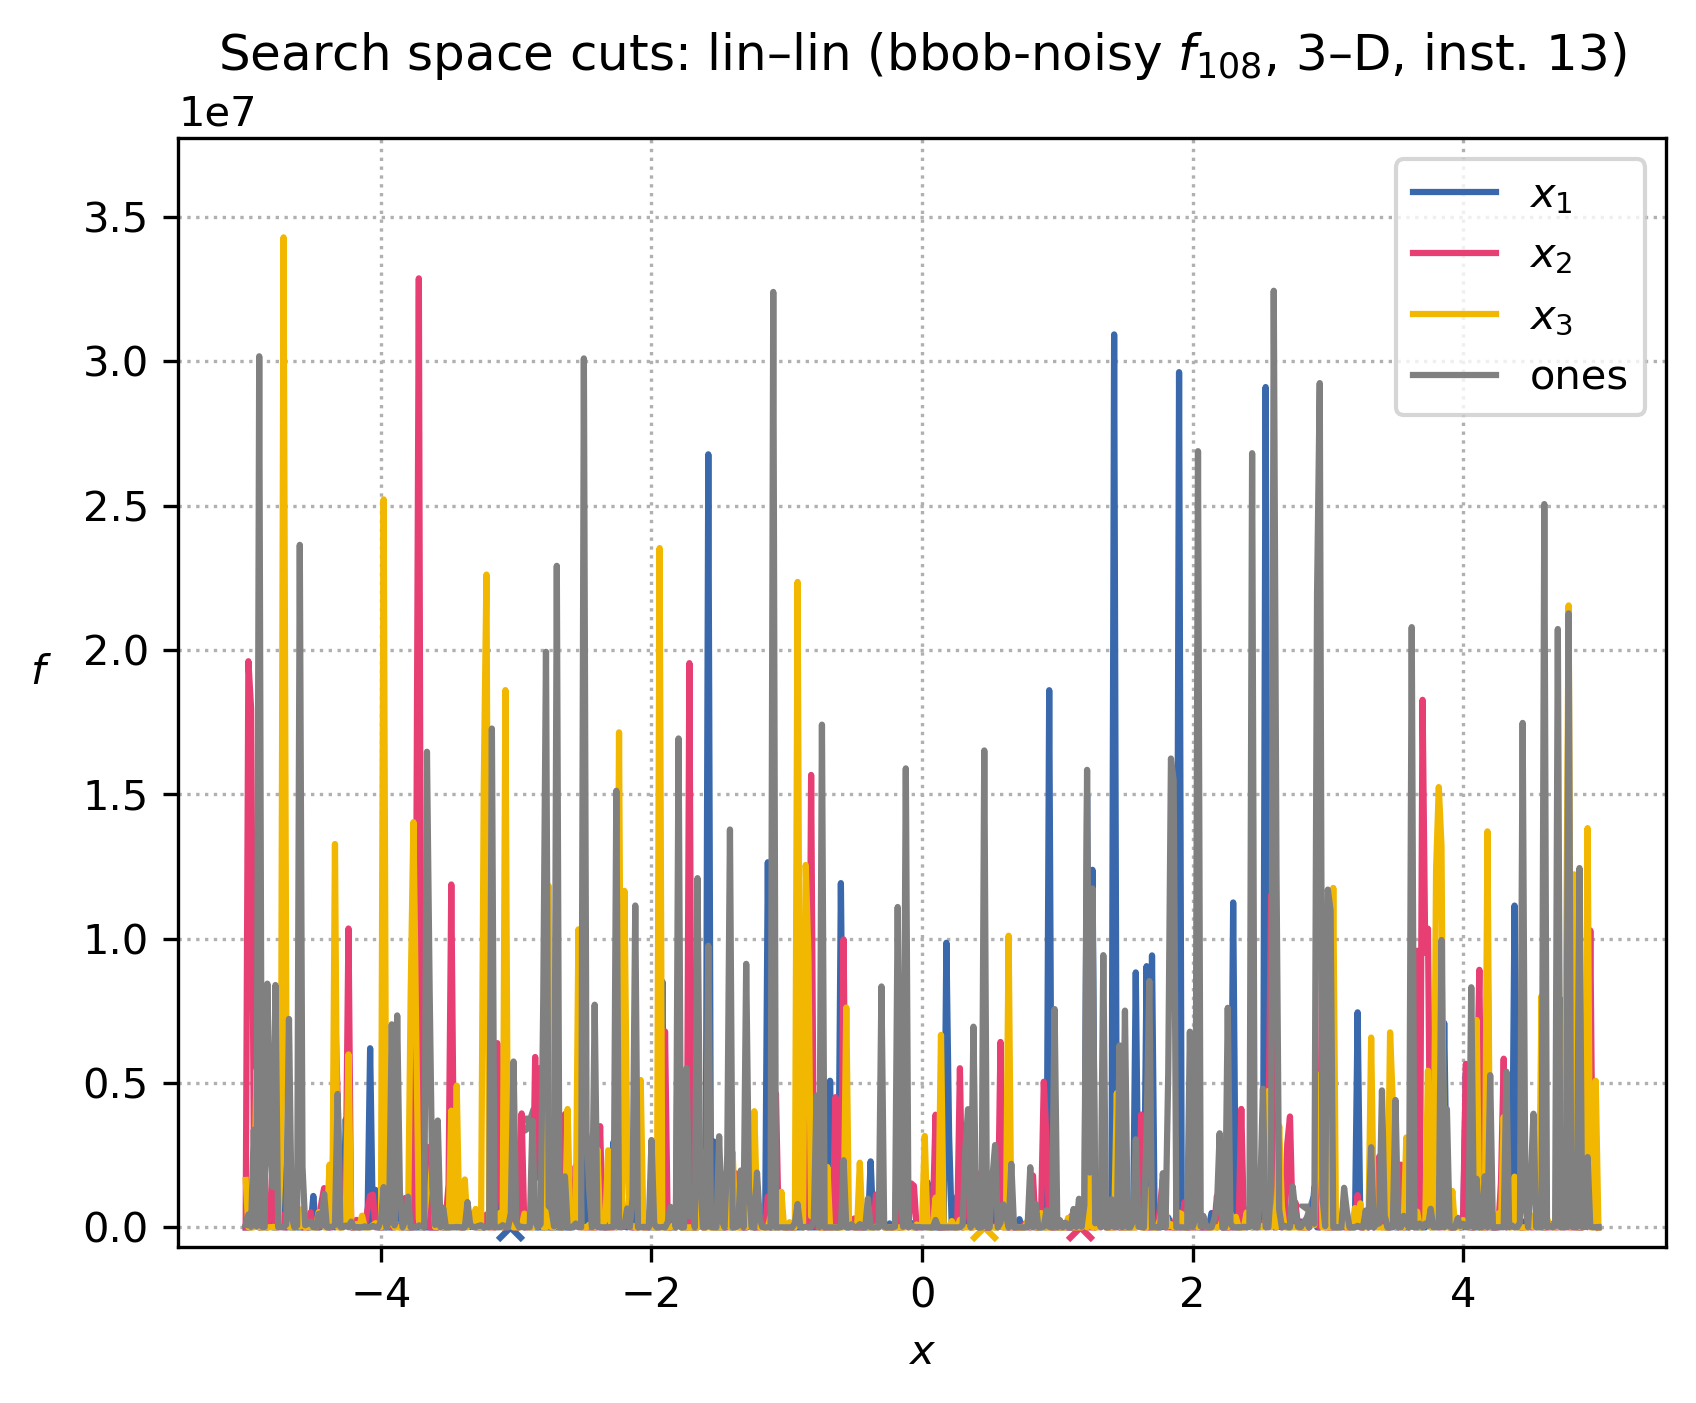 Search space cuts: lin–lin (bbob-noisy f₁₀₈, 3–D, inst. 13)
1e7
3.5
3.0
2.5
2.0
1.5
1.0
0.5
0.0
f
−4 −2 0 2 4
x
x₁
x₂
x₃
ones